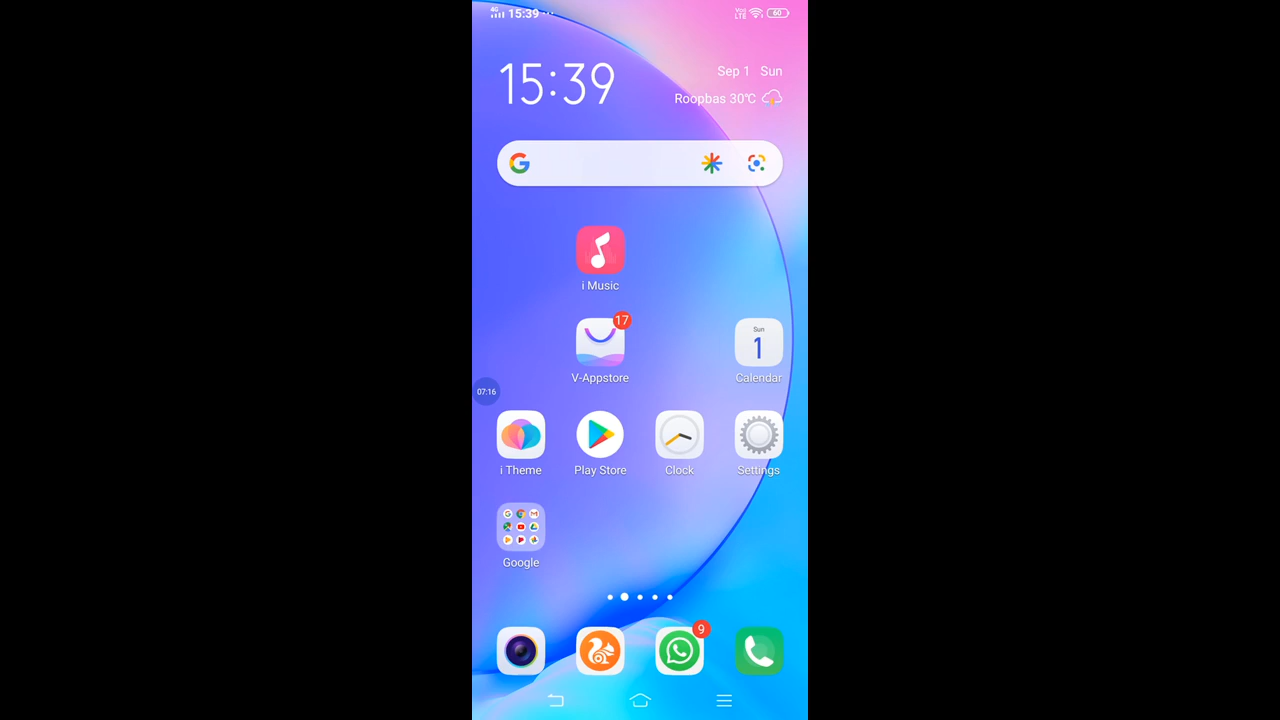 4G 15:39 ... Voo LTE 60
15:39
Sep 1 Sun
Roopbas 30℃
i Music
17
V-Appstore
Sun
1
Calendar
07:16
i Theme
Play Store
Clock
Settings
Google
9